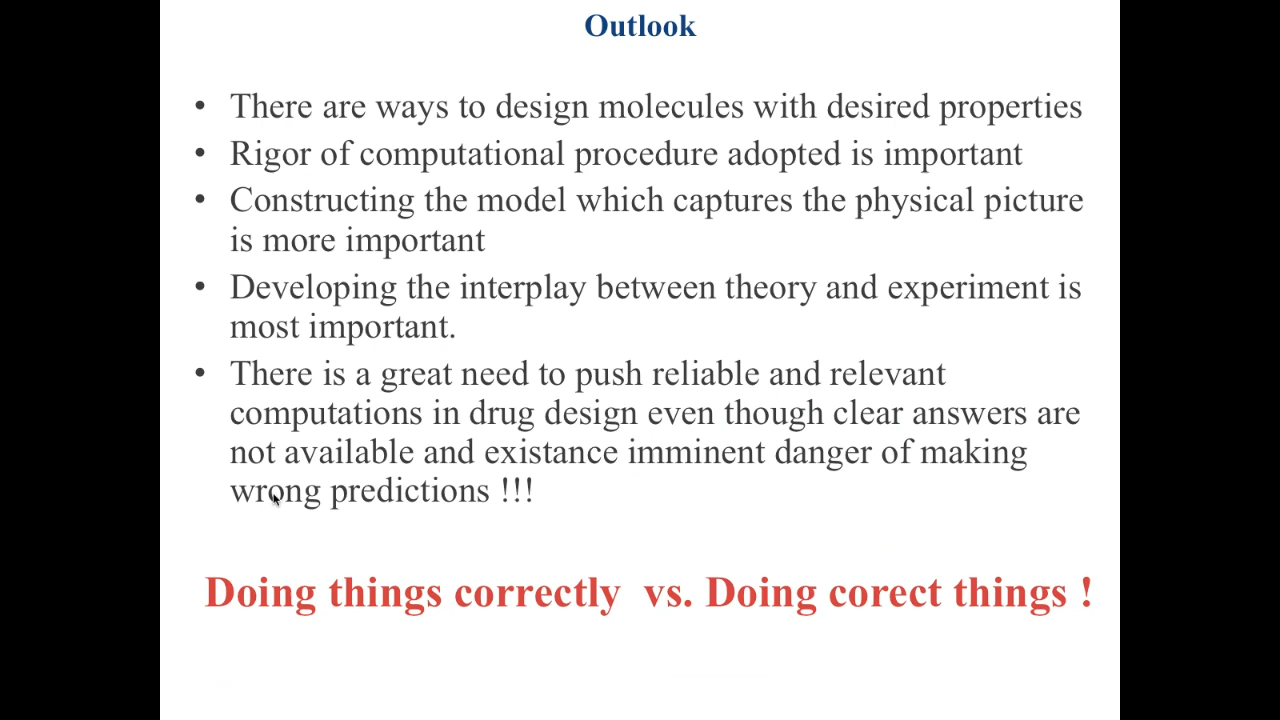 Outlook
• There are ways to design molecules with desired properties
• Rigor of computational procedure adopted is important
• Constructing the model which captures the physical picture
is more important
• Developing the interplay between theory and experiment is
most important.
• There is a great need to push reliable and relevant
computations in drug design even though clear answers are
not available and existance imminent danger of making
wrong predictions !!!
Doing things correctly  vs. Doing corect things !